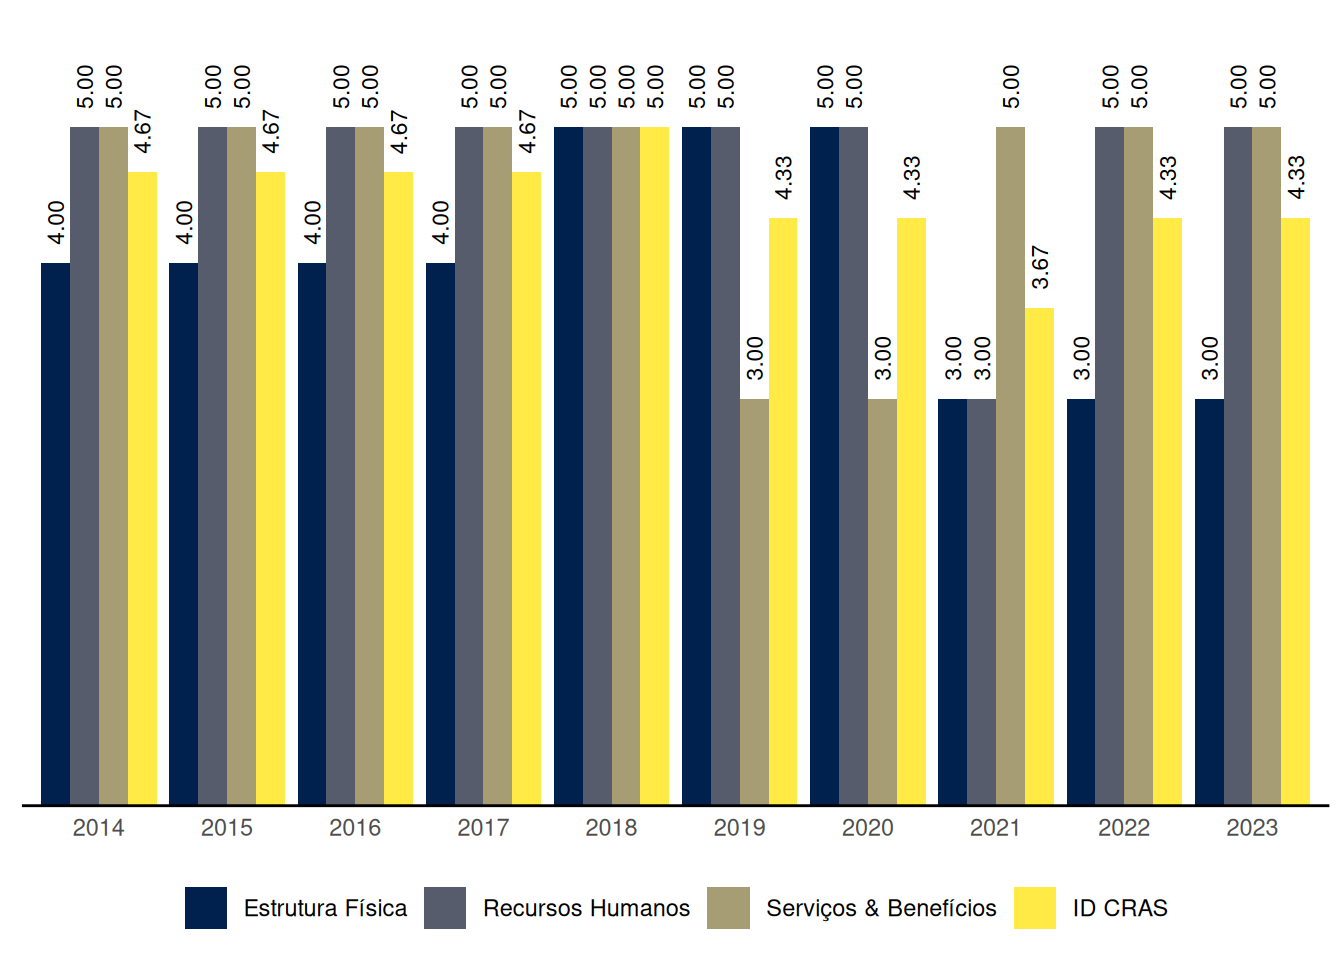 4.00 5.00 5.00 4.67 4.00 5.00 5.00 4.67 4.00 5.00 5.00 4.67 4.00 5.00 5.00 4.67 5.00 5.00 5.00 5.00 5.00 5.00 3.00 4.33 5.00 5.00 3.00 4.33 3.00 3.00 5.00 3.67 3.00 5.00 5.00 4.33 3.00 5.00 5.00 4.33
2014 2015 2016 2017 2018 2019 2020 2021 2022 2023
Estrutura Física Recursos Humanos Serviços & Benefícios ID CRAS